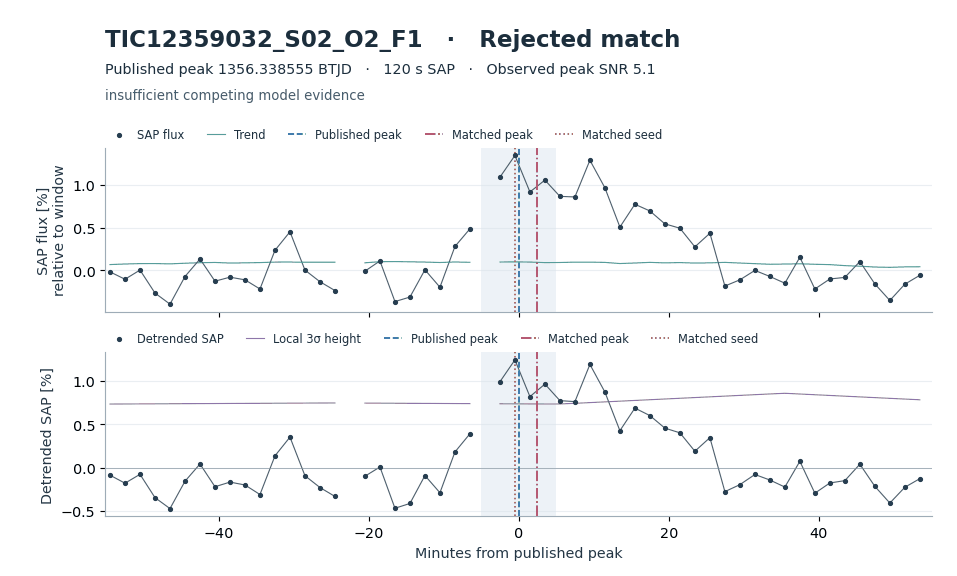 TIC12359032_S02_O2_F1 · Rejected match
Published peak 1356.338555 BTJD · 120 s SAP · Observed peak SNR 5.1
insufficient competing model evidence
SAP flux Trend Published peak Matched peak Matched seed
SAP flux [%]
relative to window
1.0
0.5
0.0
Detrended SAP Local 3σ height Published peak Matched peak Matched seed
Detrended SAP [%]
1.0
0.5
0.0
−0.5
−40 −20 0 20 40
Minutes from published peak